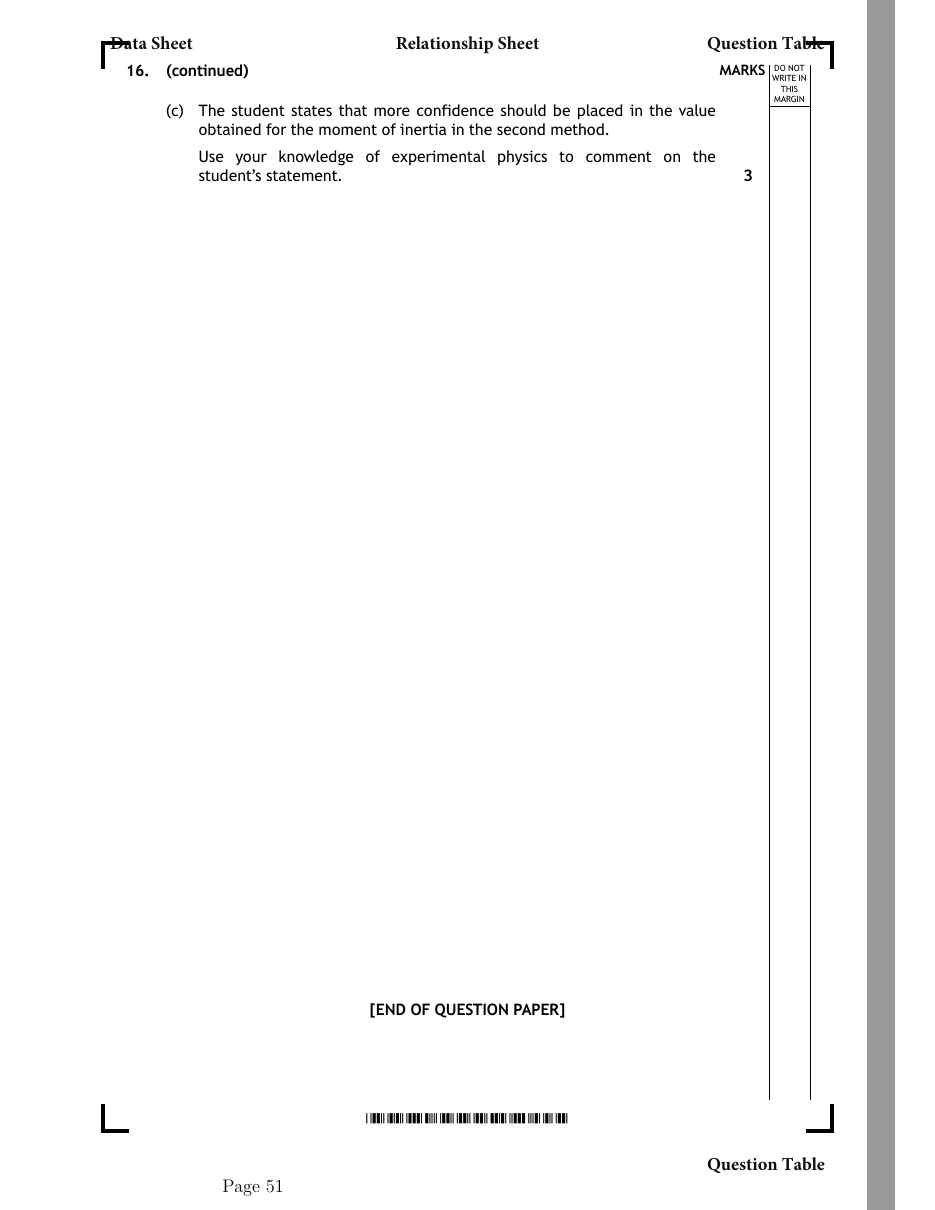 Data Sheet Relationship Sheet Question Table
16. (continued) MARKS DO NOT
WRITE IN
THIS
MARGIN
(c) The student states that more confidence should be placed in the value
obtained for the moment of inertia in the second method.
Use your knowledge of experimental physics to comment on the
student’s statement. 3
[END OF QUESTION PAPER]
Question Table
Page 51